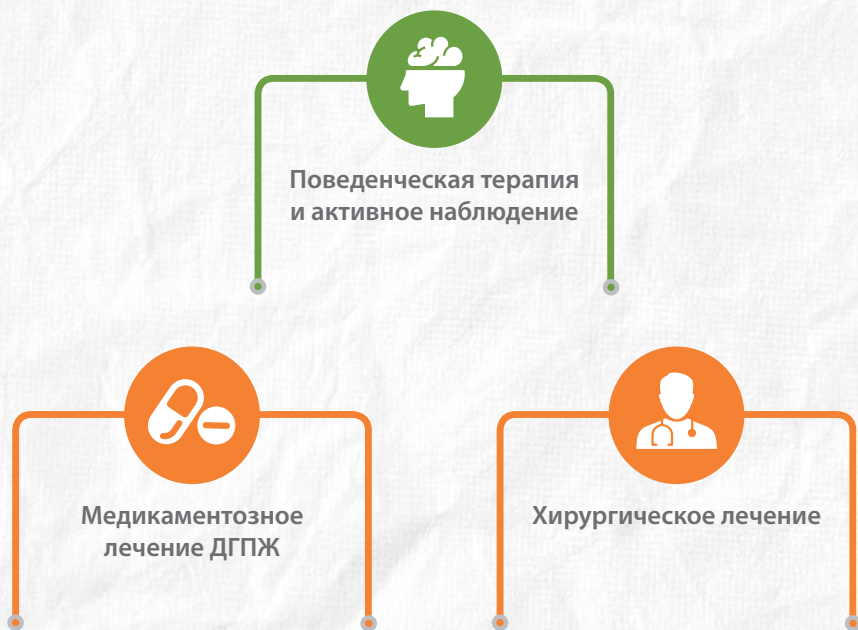 Поведенческая терапия
и активное наблюдение
Медикаментозное
лечение ДГПЖ
Хирургическое лечение